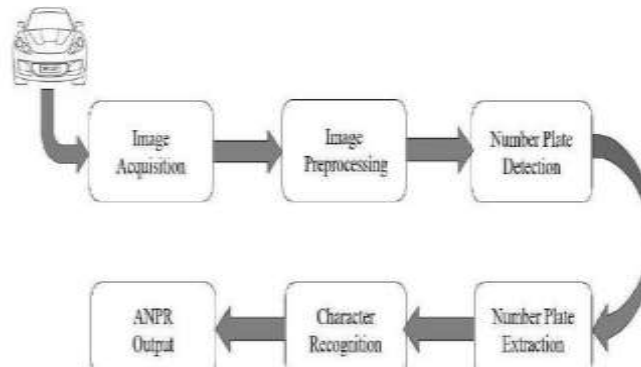 Image
Acquisition
Image
Preprocessing
Number Plate
Detection
Number Plate
Extraction
Character
Recognition
ANPR
Output